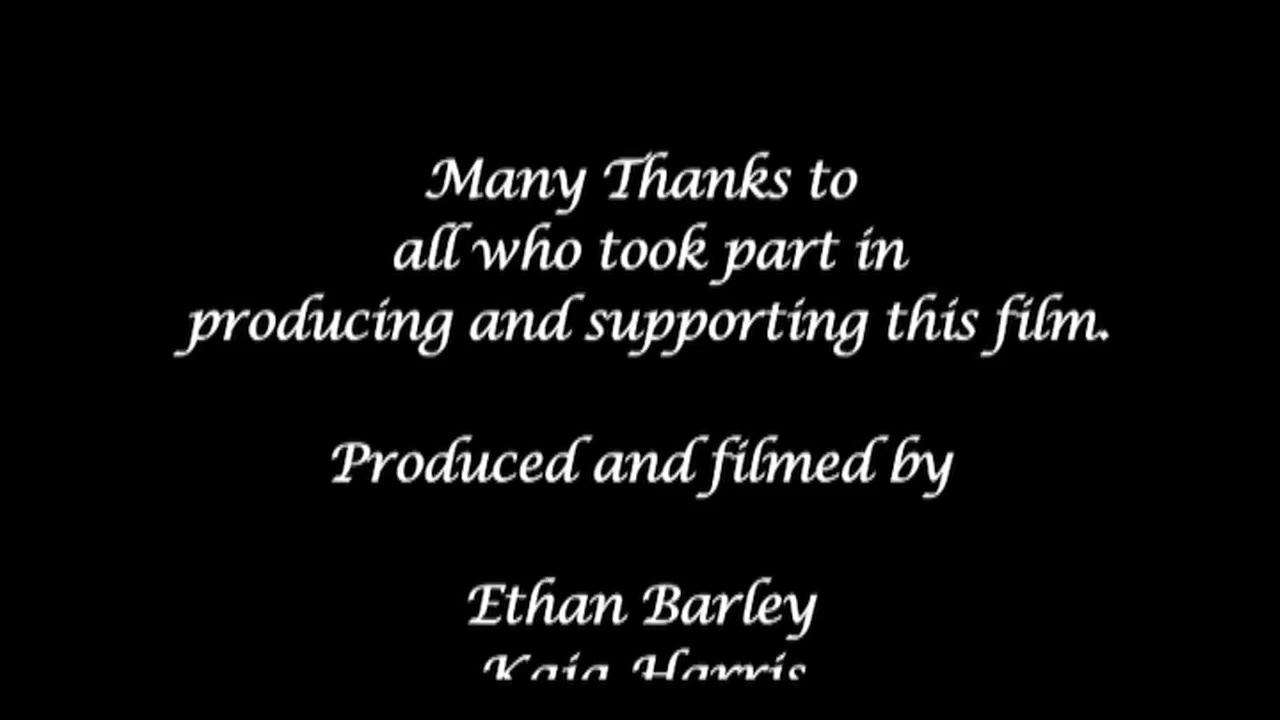 Many Thanks to
all who took part in
producing and supporting this film.
Produced and filmed by
Ethan Barley
Harris